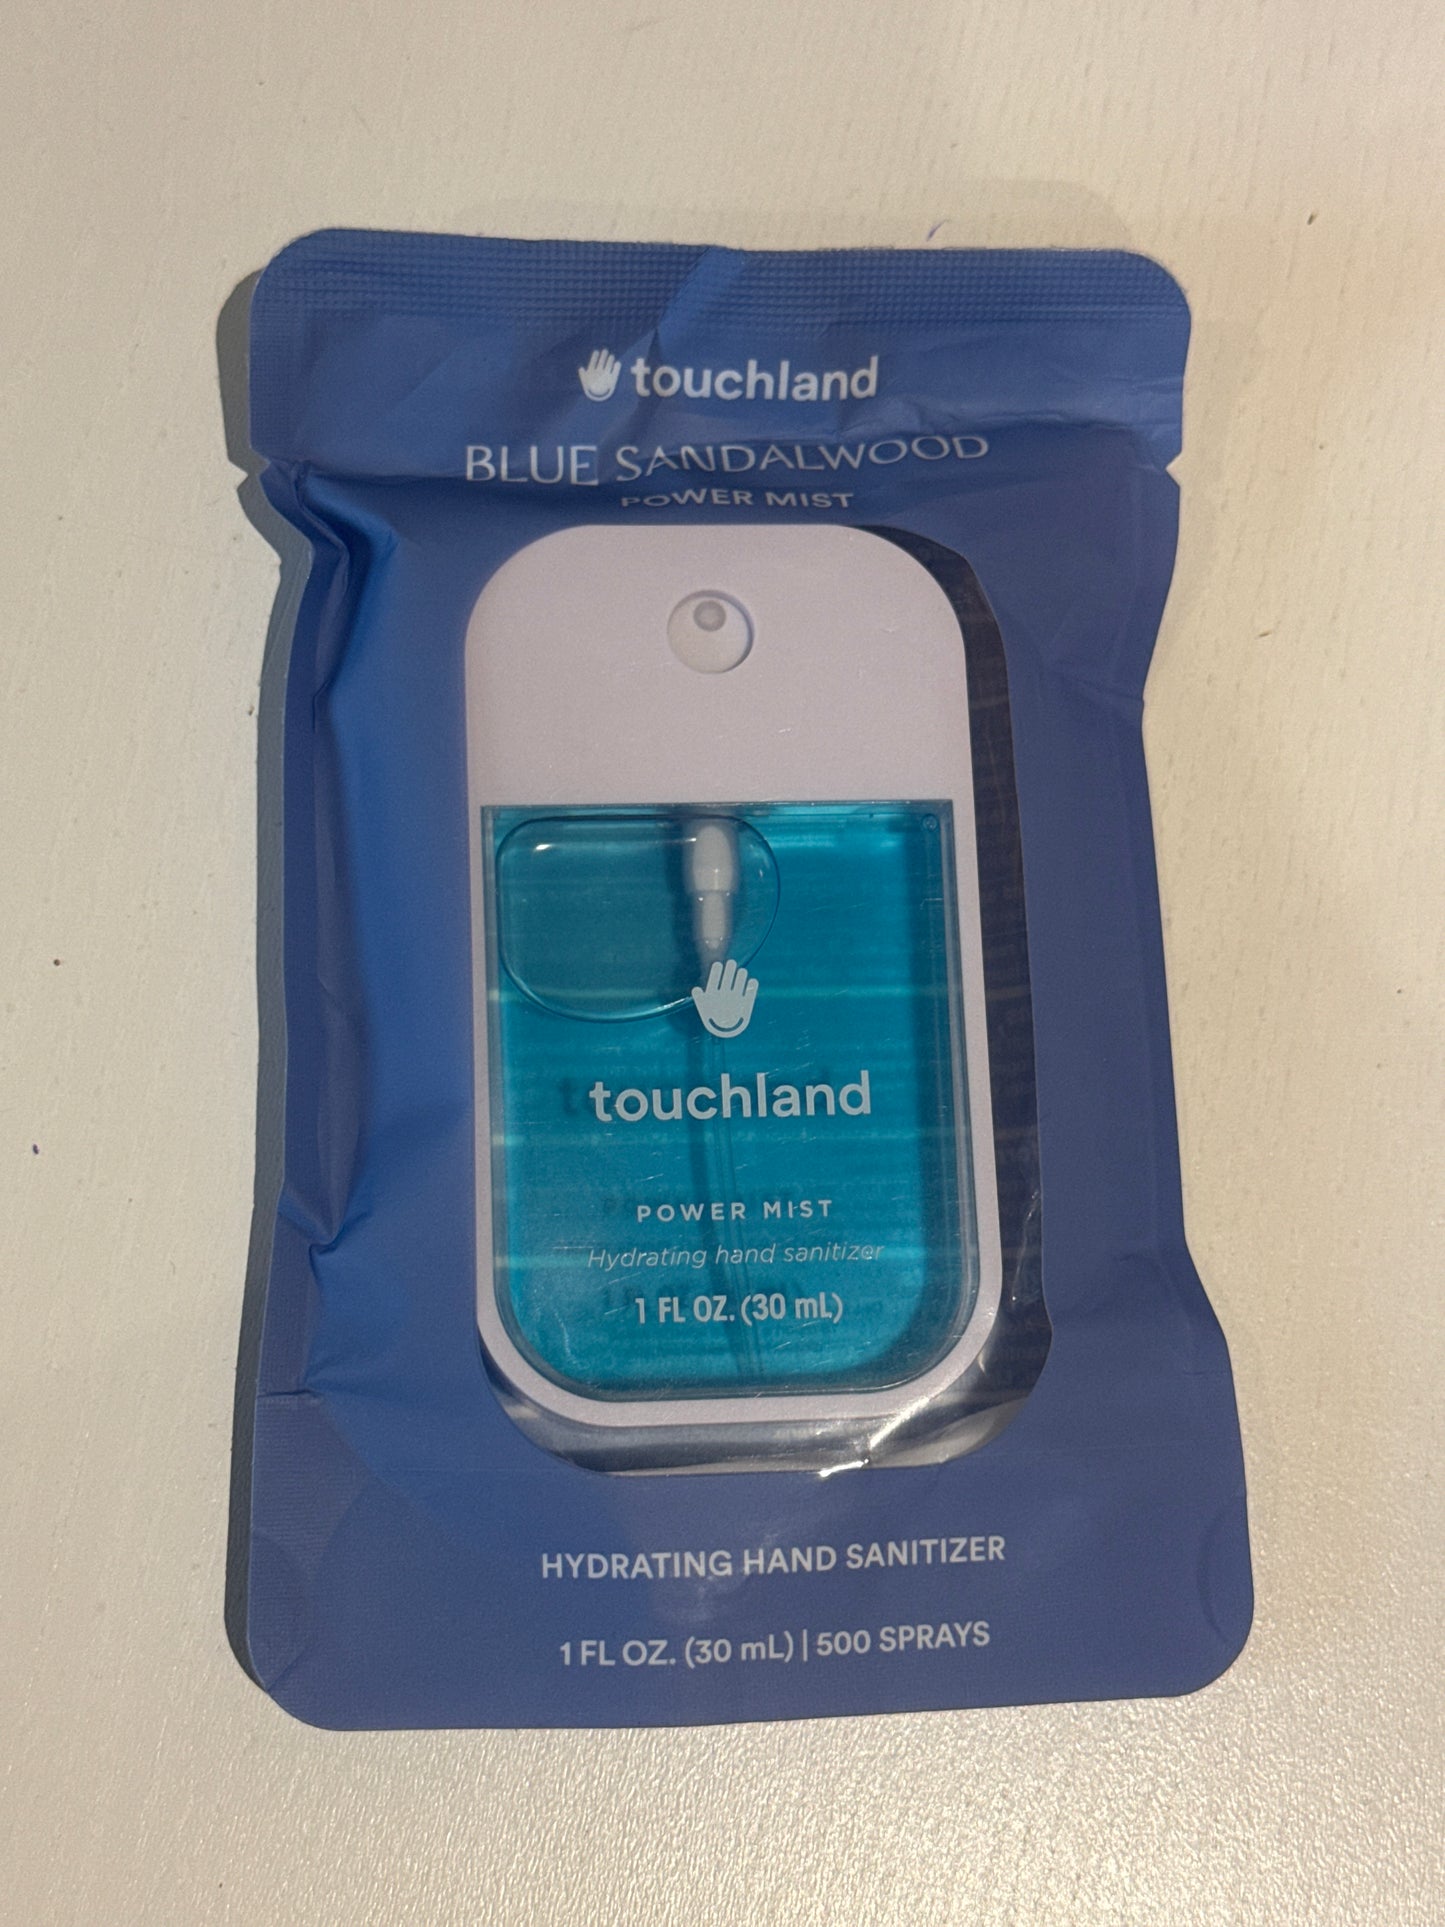 touchland
BLUE SANDALWOOD
POWER MIST
touchland
POWER MIST
Hydrating hand sanitizer
1 FL OZ. (30 mL)
HYDRATING HAND SANITIZER
1 FL OZ. (30 mL) | 500 SPRAYS